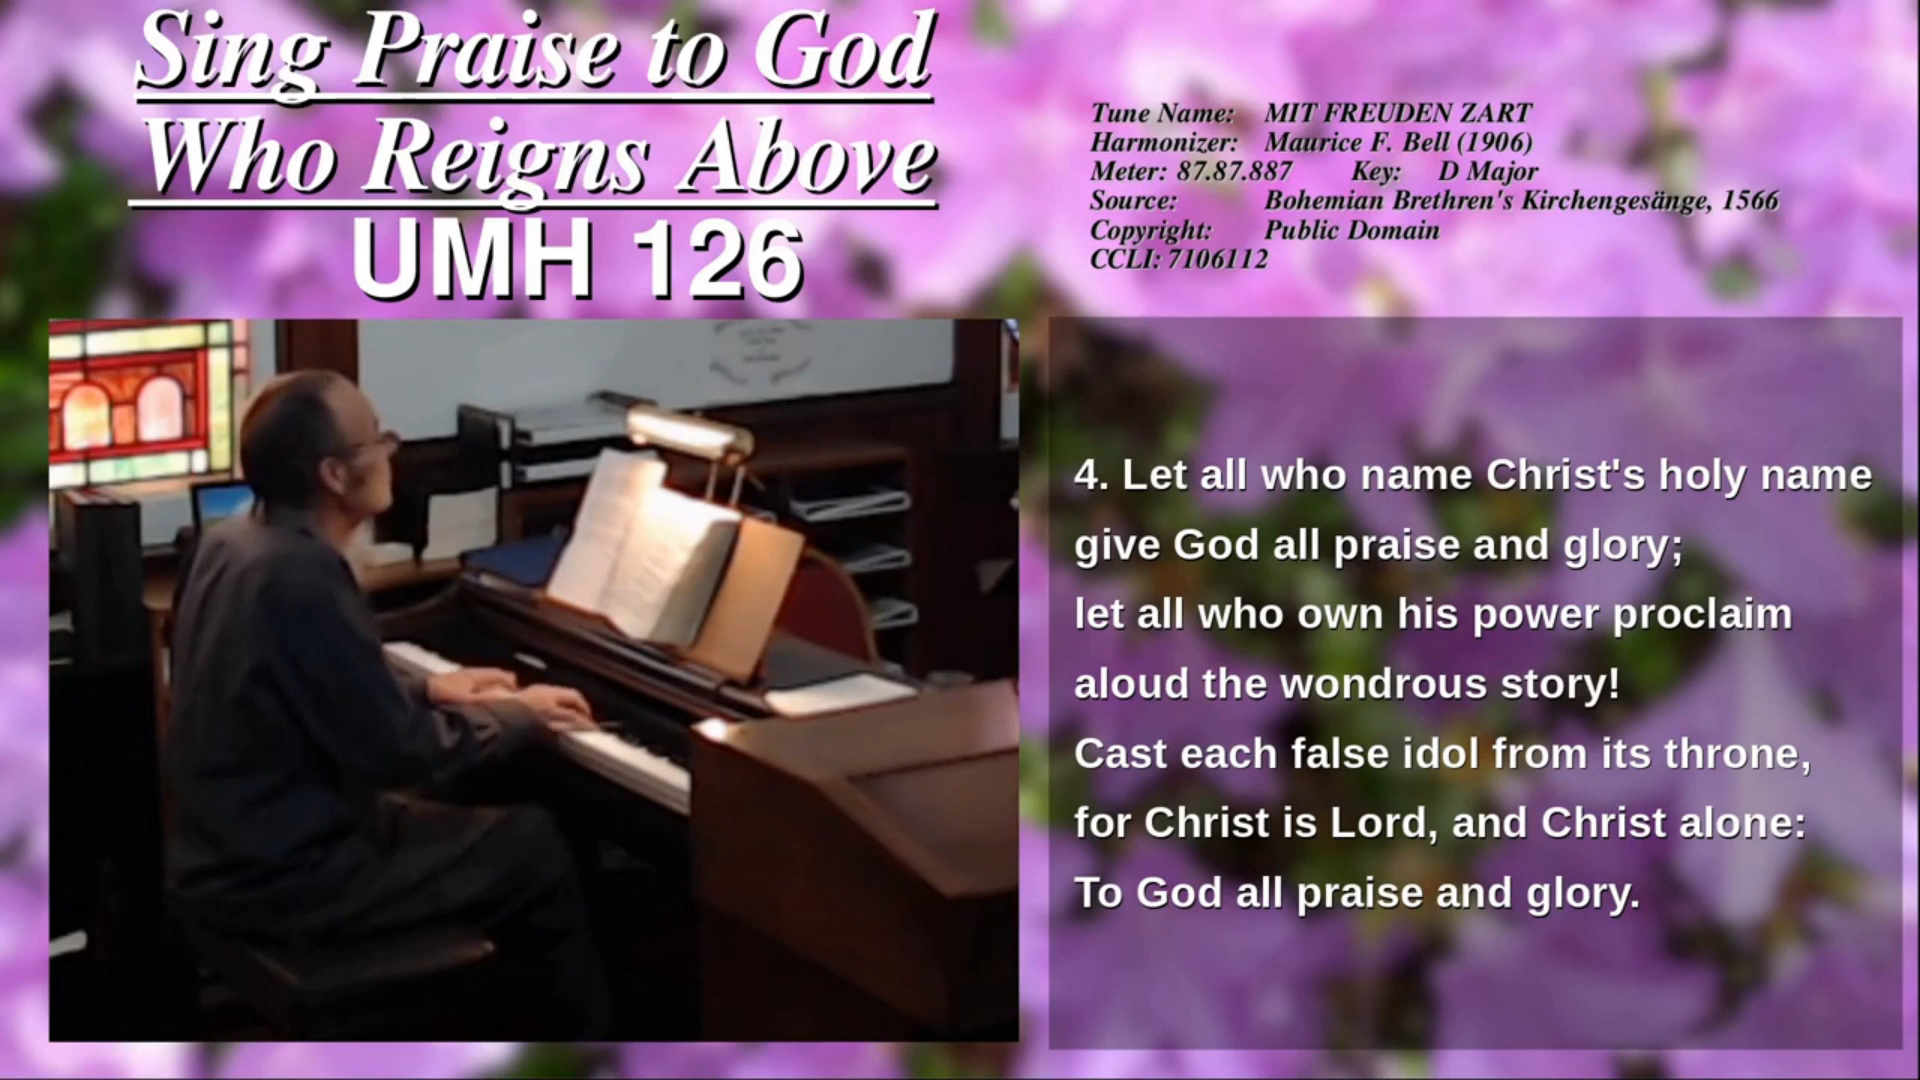 Sing Praise to God
Who Reigns Above
UMH 126
Tune Name: MIT FREUDEN ZART
Harmonizer: Maurice F. Bell (1906)
Meter: 87.87.887 Key: D Major
Source: Bohemian Brethren's Kirchengesänge, 1566
Copyright: Public Domain
CCLI: 7106112
4. Let all who name Christ's holy name
give God all praise and glory;
let all who own his power proclaim
aloud the wondrous story!
Cast each false idol from its throne,
for Christ is Lord, and Christ alone:
To God all praise and glory.